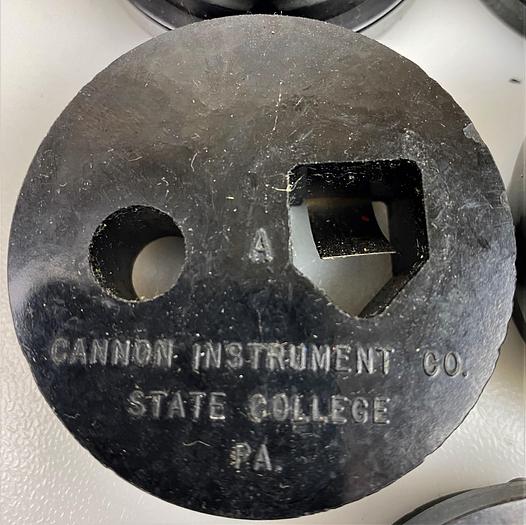 A
CANNON INSTRUMENT CO.
STATE COLLEGE
PA.